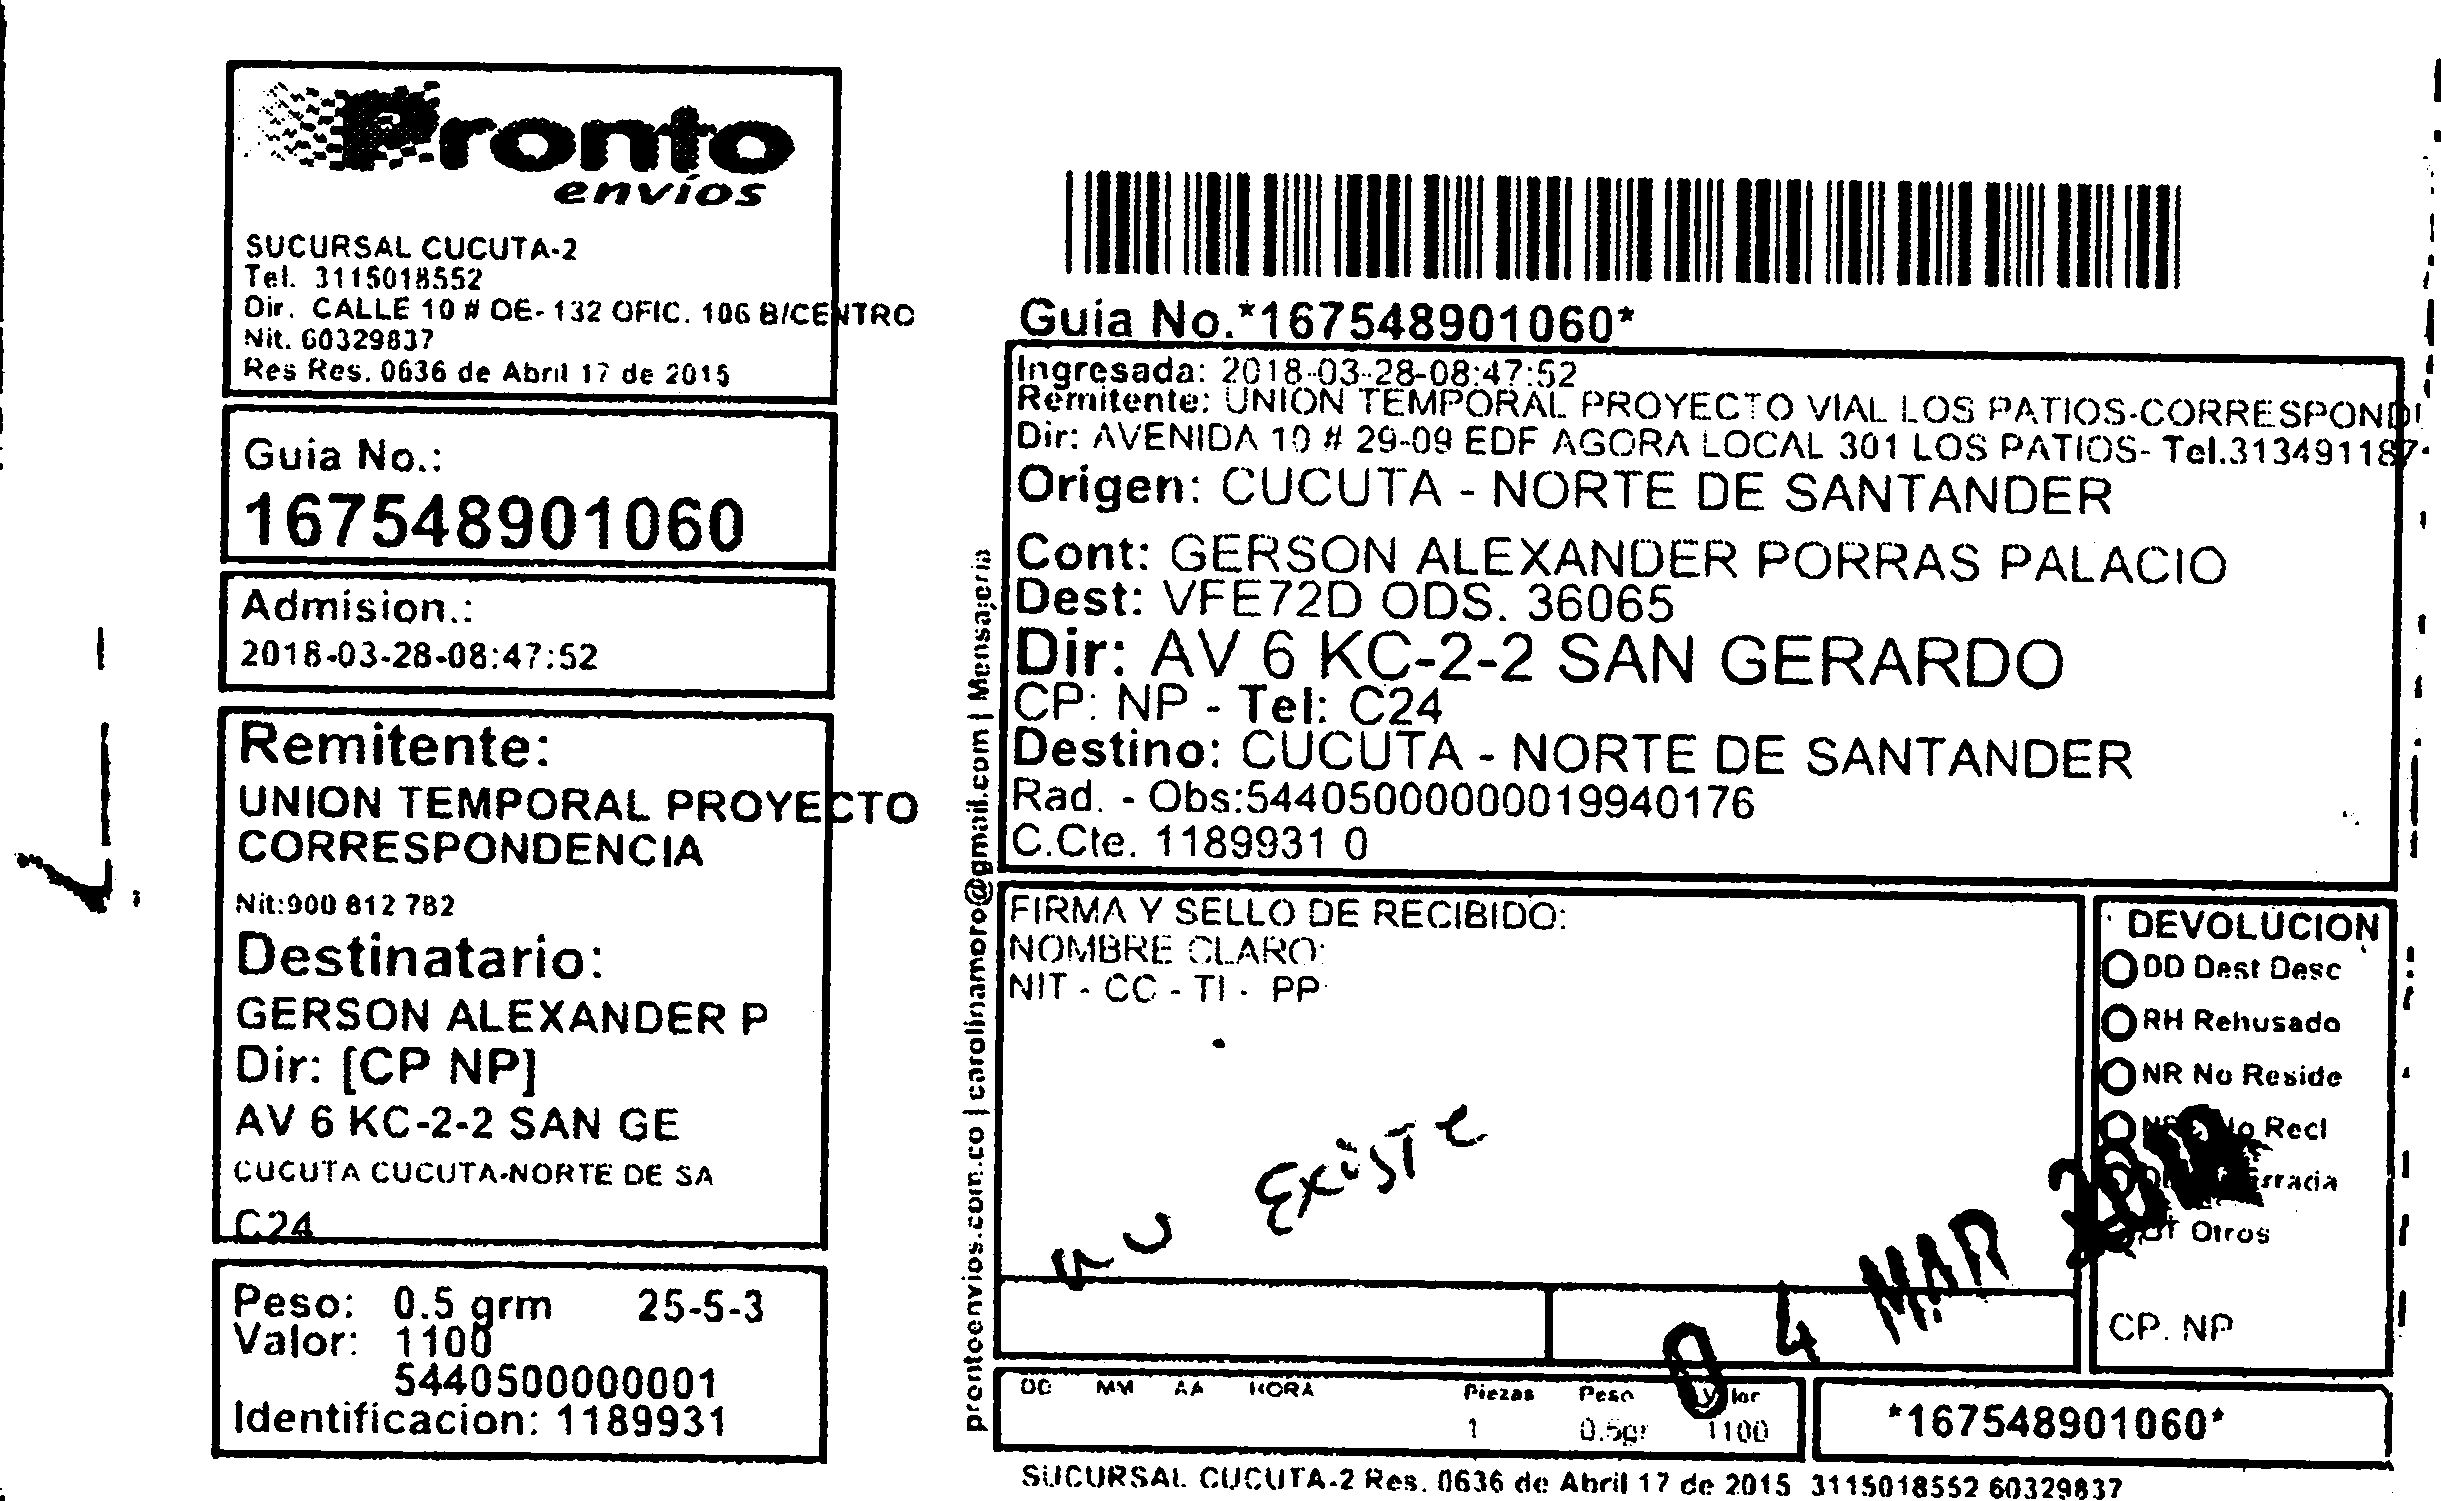 Pronto
envíos
SUCURSAL CUCUTA-2
Tel. 3115018552
Dir. CALLE 10 # OE-132 OFIC. 106 B/CENTRO
Nit. 60329837
Res Res. 0636 de Abril 17 de 2015
Guia No.:
167548901060
Admision.:
2018-03-28-08:47:52
Remitente:
UNION TEMPORAL PROYECTO
CORRESPONDENCIA
Nit:900 812 782
Destinatario:
GERSON ALEXANDER P
Dir: [CP NP]
AV 6 KC-2-2 SAN GE
CUCUTA CUCUTA-NORTE DE SA
C24
Peso: 0.5 grm 25-5-3
Valor: 1100
5440500000001
Identificacion: 1189931
prontoenvios.com.co | carolinamoro@gmail.com | Mensajeria
Guia No.*167548901060*
Ingresada: 2018-03-28-08:47:52
Remitente: UNION TEMPORAL PROYECTO VIAL LOS PATIOS-CORRESPONDI
Dir: AVENIDA 10 # 29-09 EDF AGORA LOCAL 301 LOS PATIOS- Tel.313491187
Origen: CUCUTA - NORTE DE SANTANDER
Cont: GERSON ALEXANDER PORRAS PALACIO
Dest: VFE72D ODS. 36065
Dir: AV 6 KC-2-2 SAN GERARDO
CP: NP - Tel: C24
Destino: CUCUTA - NORTE DE SANTANDER
Rad. - Obs:544050000000019940176
C.Cte. 1189931 0
FIRMA Y SELLO DE RECIBIDO:
NOMBRE CLARO:
NIT - CC - TI - PP
no Existe
04 MAR 2018
DEVOLUCION
DD Dest Desc
RH Rehusado
NR No Reside
No Recl
Otros
CP. NP
DD MM AA HORA Piezas Peso Valor
1 0.5gr 1100
*167548901060*
SUCURSAL CUCUTA-2 Res. 0636 de Abril 17 de 2015 3115018552 60329837